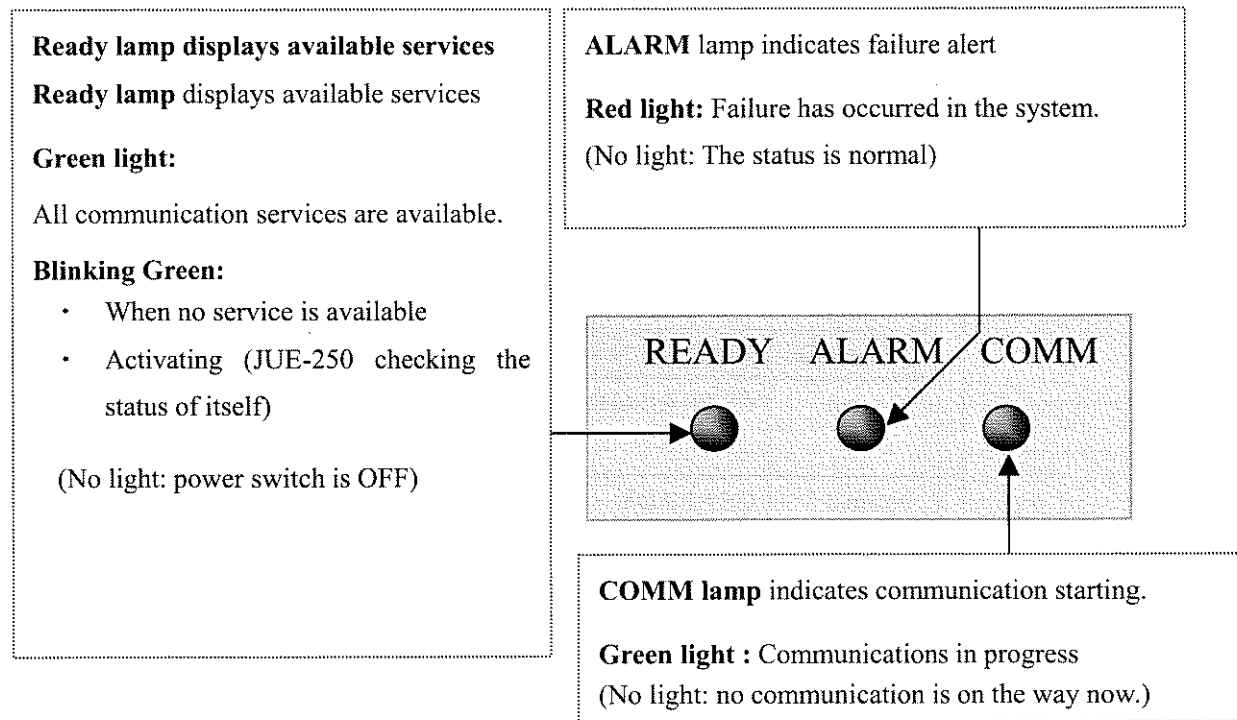 Ready lamp displays available services
Ready lamp displays available services
Green light:
All communication services are available.
Blinking Green:
・ When no service is available
・ Activating (JUE-250 checking the
status of itself)
(No light: power switch is OFF)
ALARM lamp indicates failure alert
Red light: Failure has occurred in the system.
(No light: The status is normal)
READY ALARM COMM
COMM lamp indicates communication starting.
Green light : Communications in progress
(No light: no communication is on the way now.)